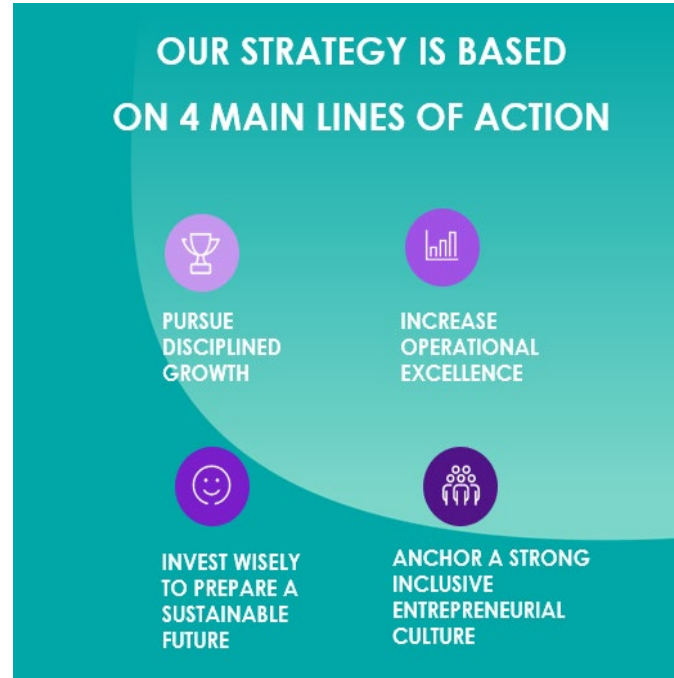 OUR STRATEGY IS BASED
ON 4 MAIN LINES OF ACTION
PURSUE
DISCIPLINED
GROWTH
INCREASE
OPERATIONAL
EXCELLENCE
INVEST WISELY
TO PREPARE A
SUSTAINABLE
FUTURE
ANCHOR A STRONG
INCLUSIVE
ENTREPRENEURIAL
CULTURE